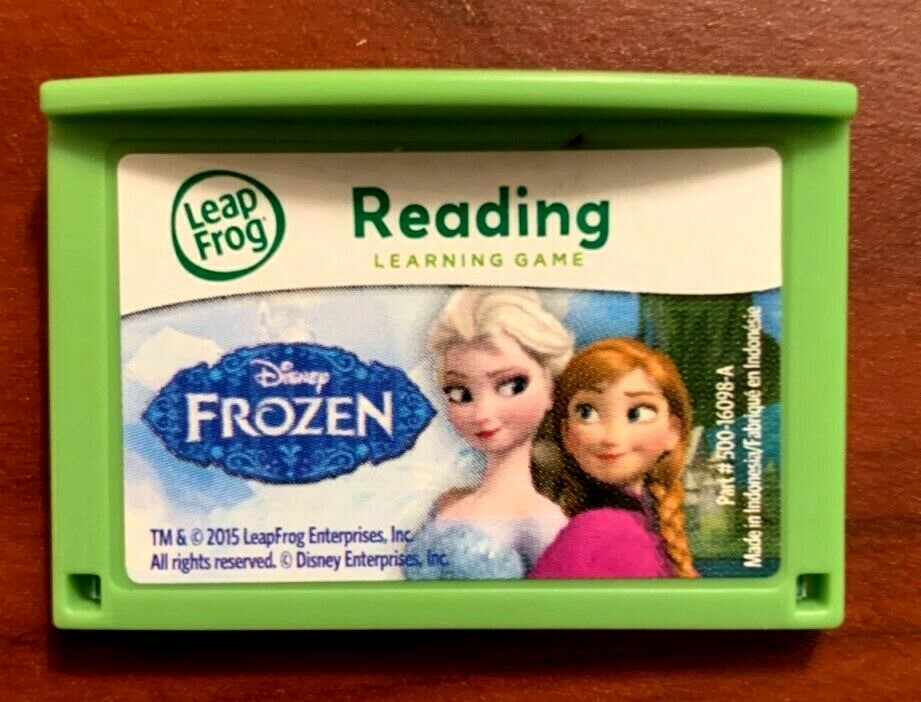 Leap
Frog
Reading
LEARNING GAME
Disney
FROZEN
TM & © 2015 LeapFrog Enterprises, Inc.
All rights reserved. © Disney Enterprises, Inc.
Part # 500-16098-A
Made in Indonesia/Fabriqué en Indonésie